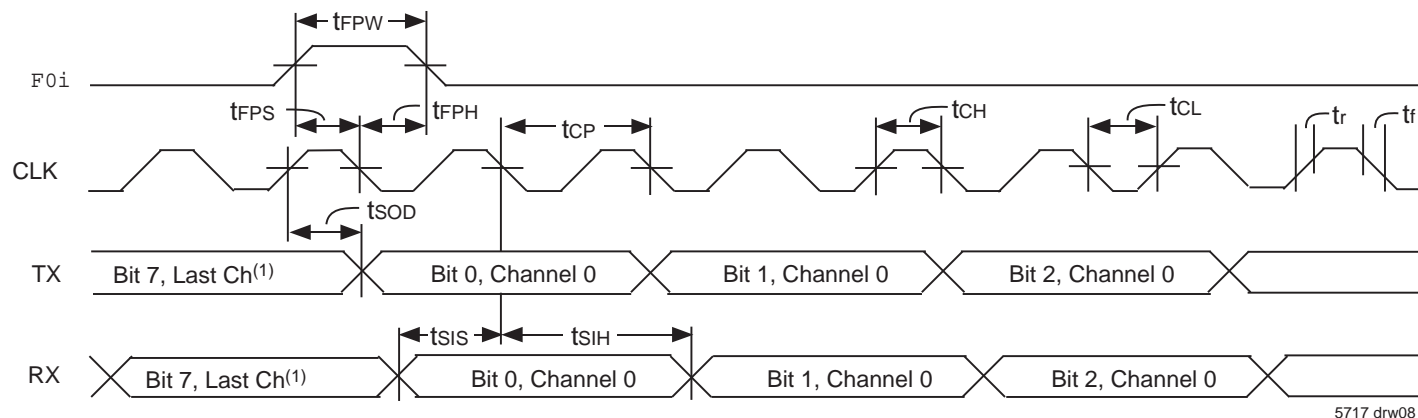 tFPW
F0i
tFPS
tFPH
tCP
tCH
tCL
tr
tf
CLK
tSOD
TX
Bit 7, Last Ch(1)
Bit 0, Channel 0
Bit 1, Channel 0
Bit 2, Channel 0
tSIS
tSIH
RX
Bit 7, Last Ch(1)
Bit 0, Channel 0
Bit 1, Channel 0
Bit 2, Channel 0
5717 drw08